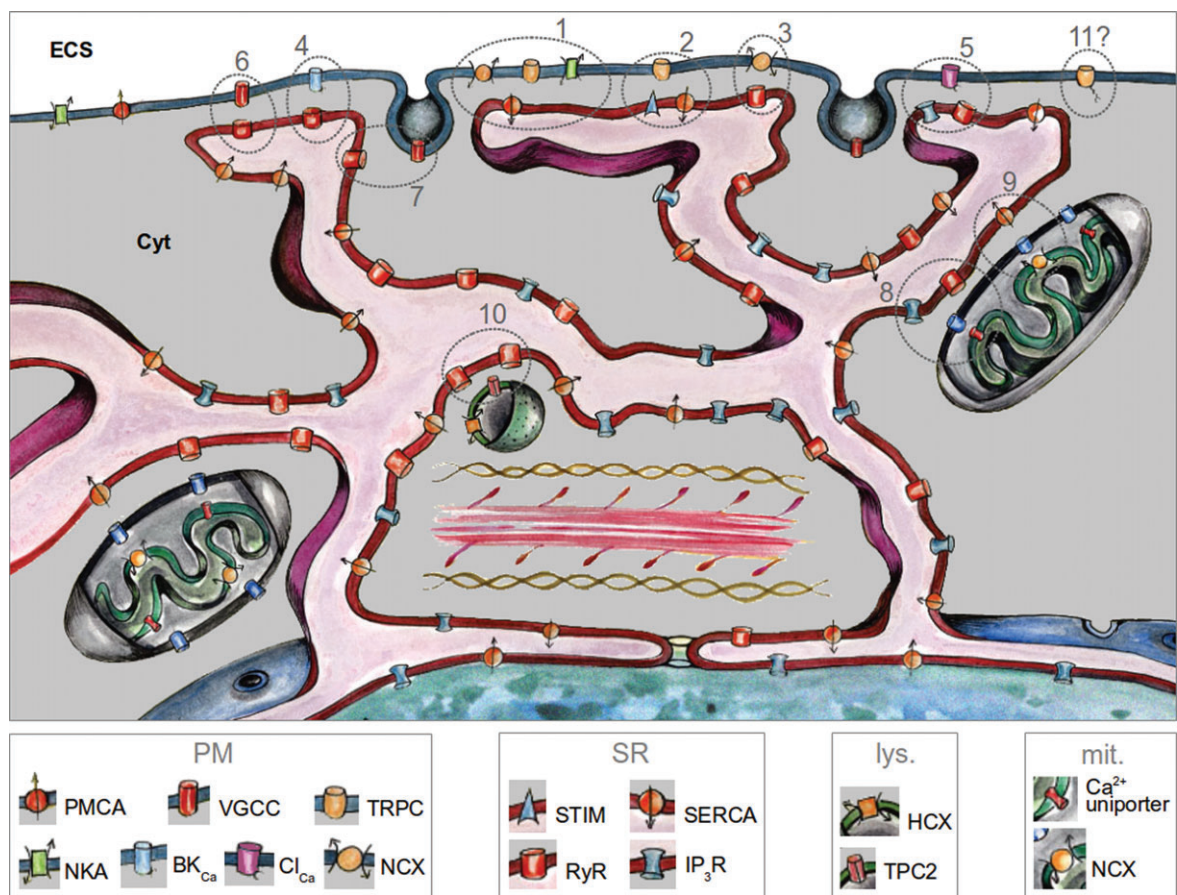 ECS
6
4
1
2
3
5
11?
7
Cyt
9
8
10
PM
PMCA
VGCC
TRPC
NKA
BKCa
ClCa
NCX
SR
STIM
SERCA
RyR
IP3R
lys.
HCX
TPC2
mit.
Ca2+
uniporter
NCX